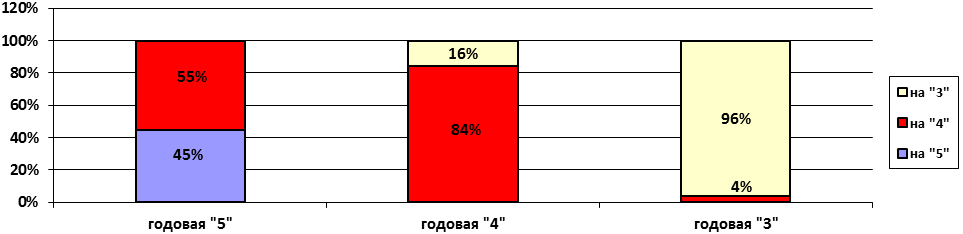 120%
100%
80%
60%
40%
20%
0%
55%
45%
16%
84%
96%
4%
годовая "5"
годовая "4"
годовая "3"
на "3"
на "4"
на "5"